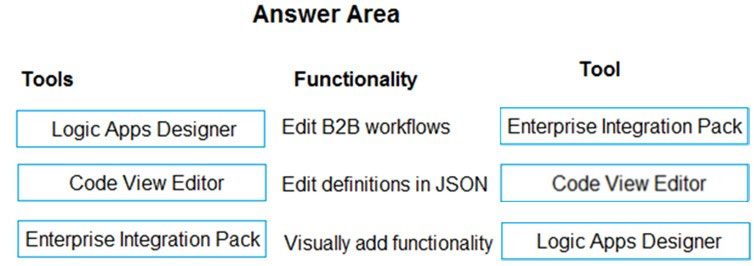 Answer Area
Tools
Functionality
Tool
Logic Apps Designer
Edit B2B workflows
Enterprise Integration Pack
Code View Editor
Edit definitions in JSON
Code View Editor
Enterprise Integration Pack
Visually add functionality
Logic Apps Designer